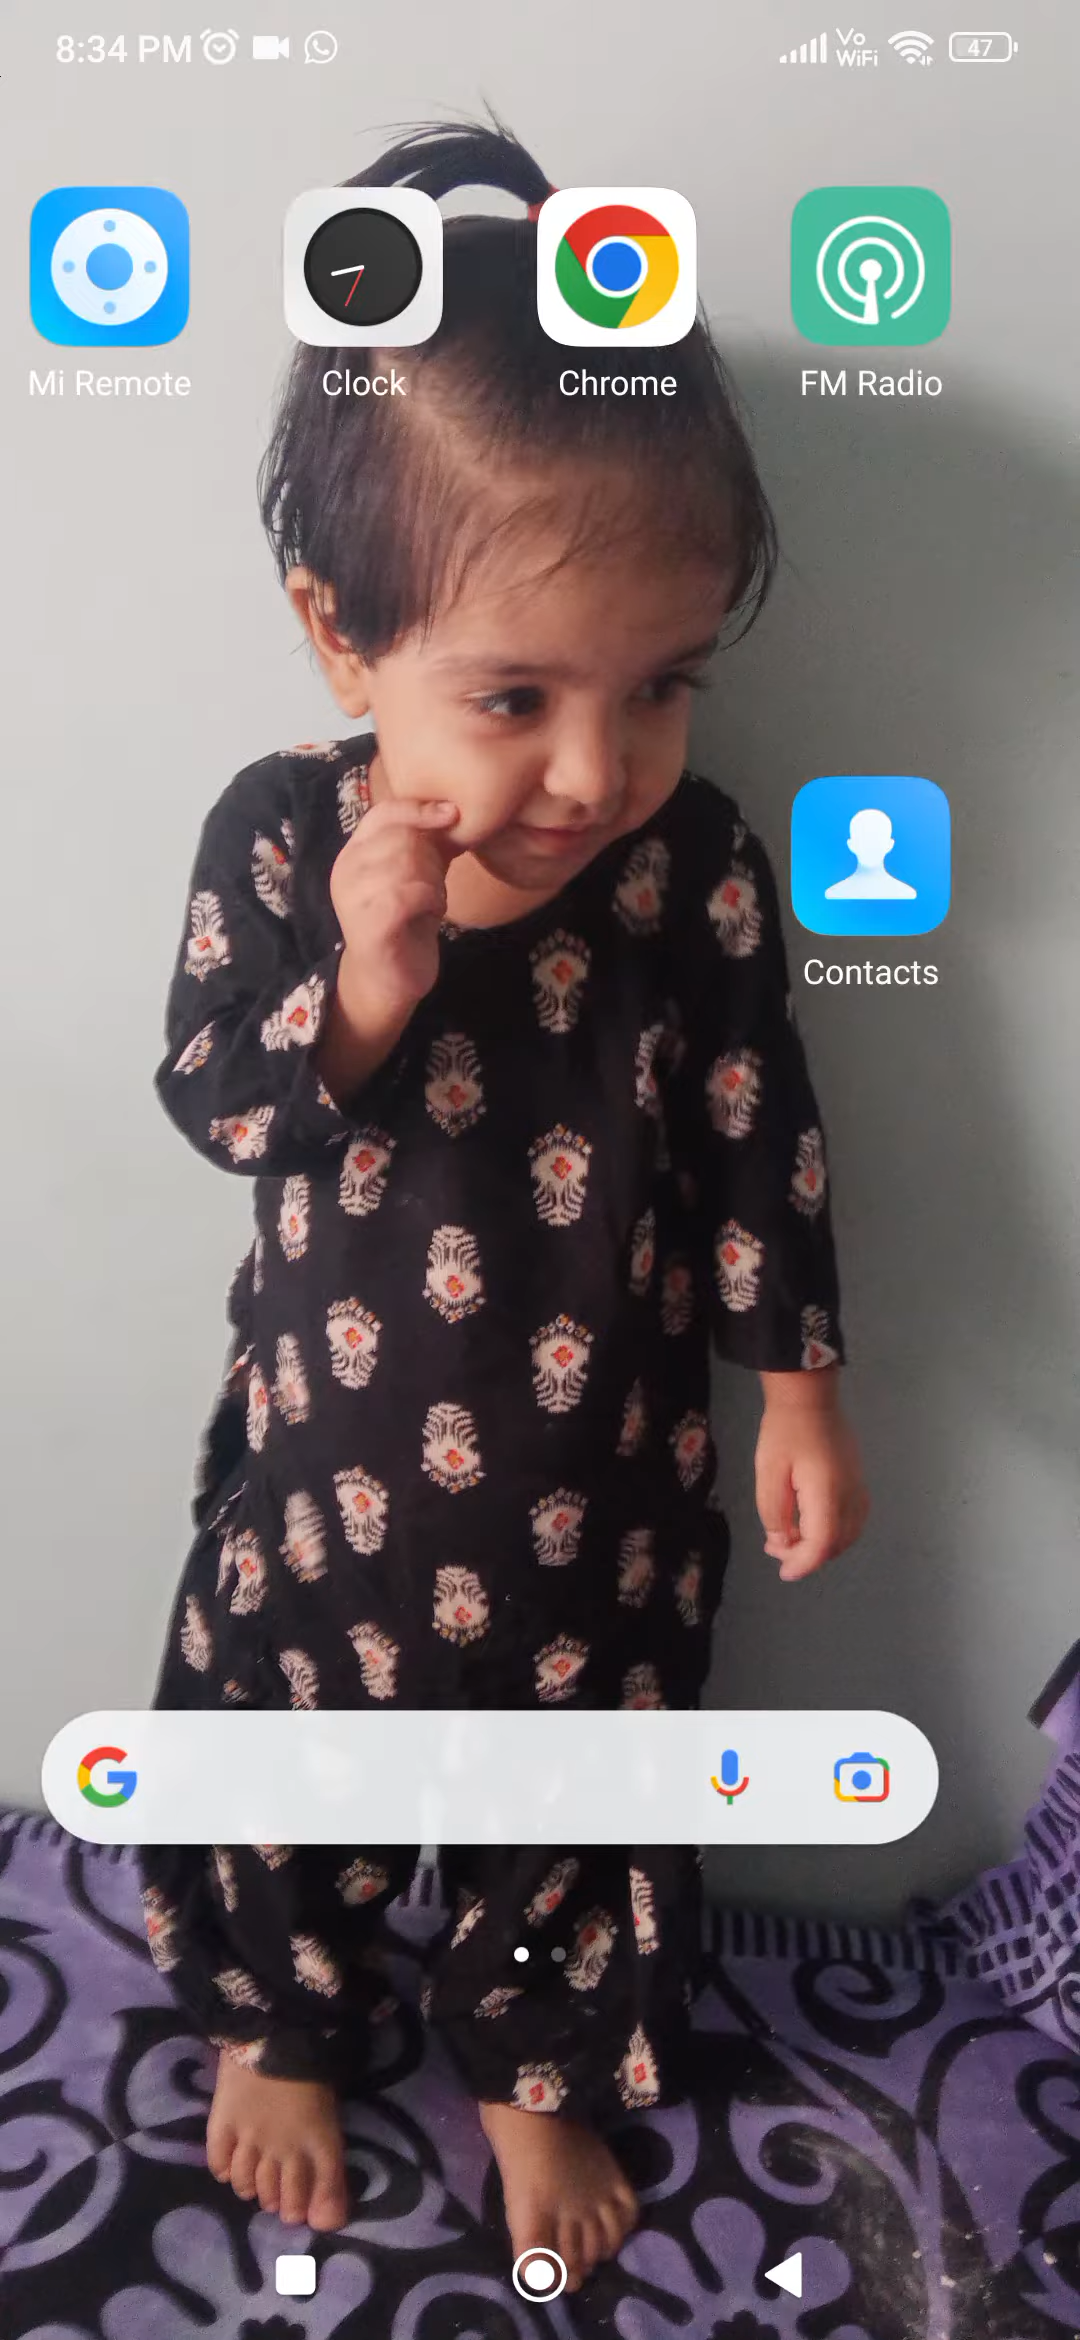 8:34 PM
Vo
WiFi
47
Mi Remote
Clock
Chrome
FM Radio
Contacts